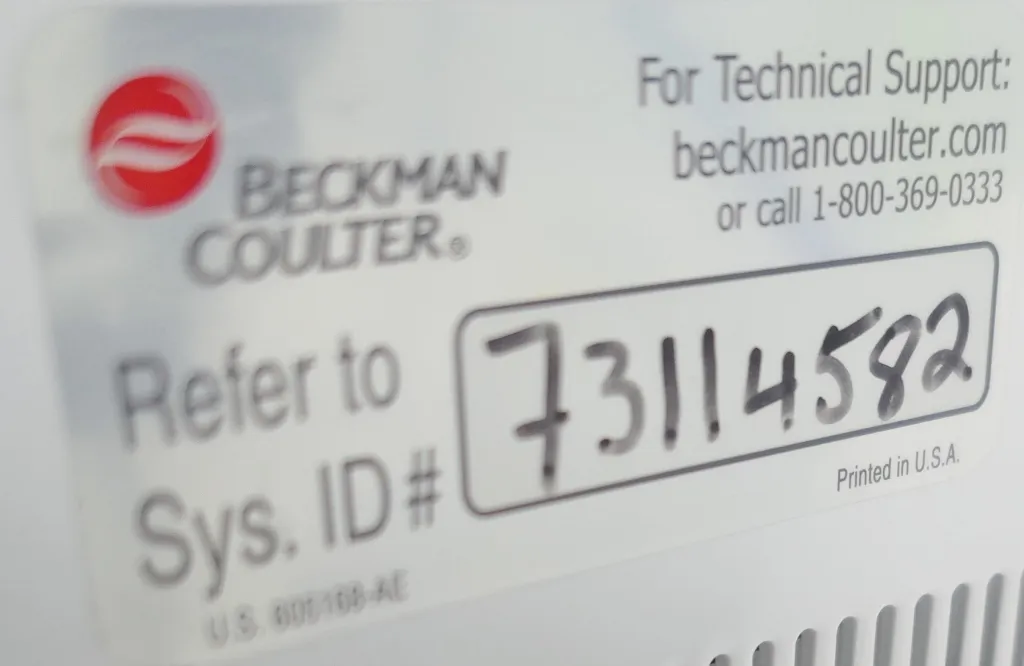 BECKMAN
COULTER®
For Technical Support:
beckmancoulter.com
or call 1-800-369-0333
Refer to
Sys. ID# 73114582
Printed in U.S.A.
U.S.